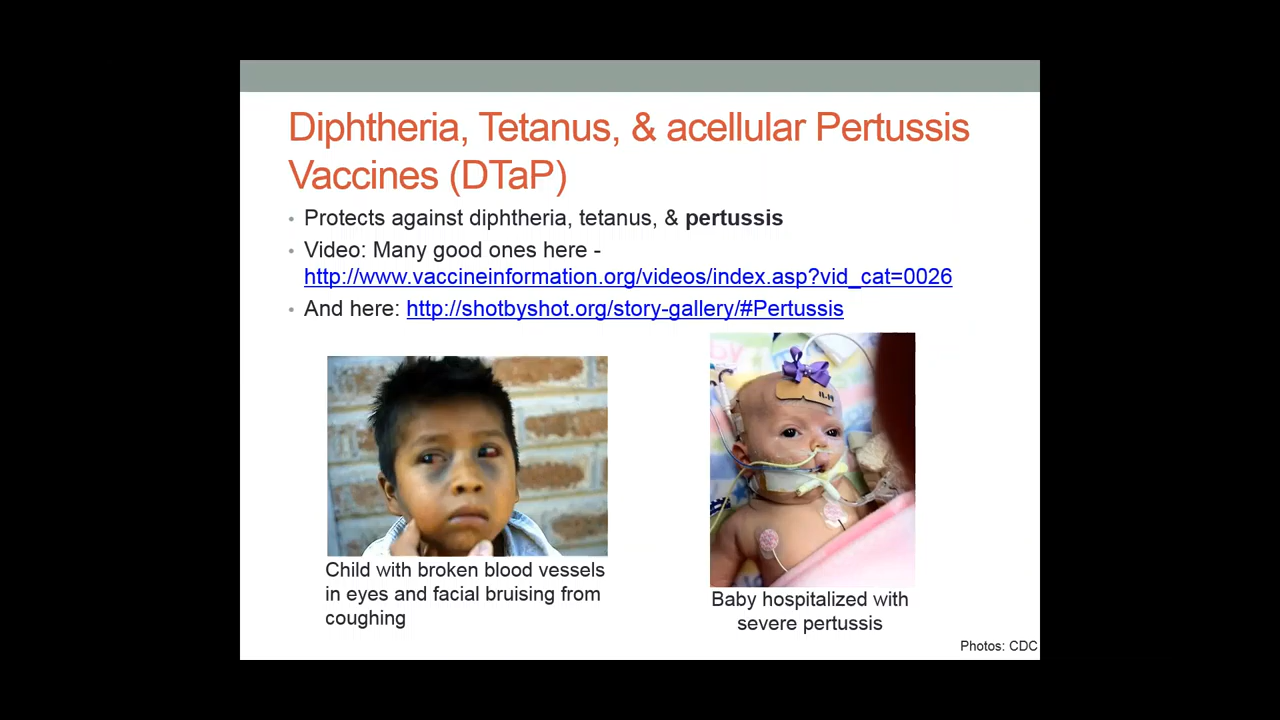 Diphtheria, Tetanus, & acellular Pertussis
Vaccines (DTaP)
• Protects against diphtheria, tetanus, & pertussis
• Video: Many good ones here -
http://www.vaccineinformation.org/videos/index.asp?vid_cat=0026
• And here: http://shotbyshot.org/story-gallery/#Pertussis
Child with broken blood vessels
in eyes and facial bruising from
coughing
Baby hospitalized with
severe pertussis
Photos: CDC